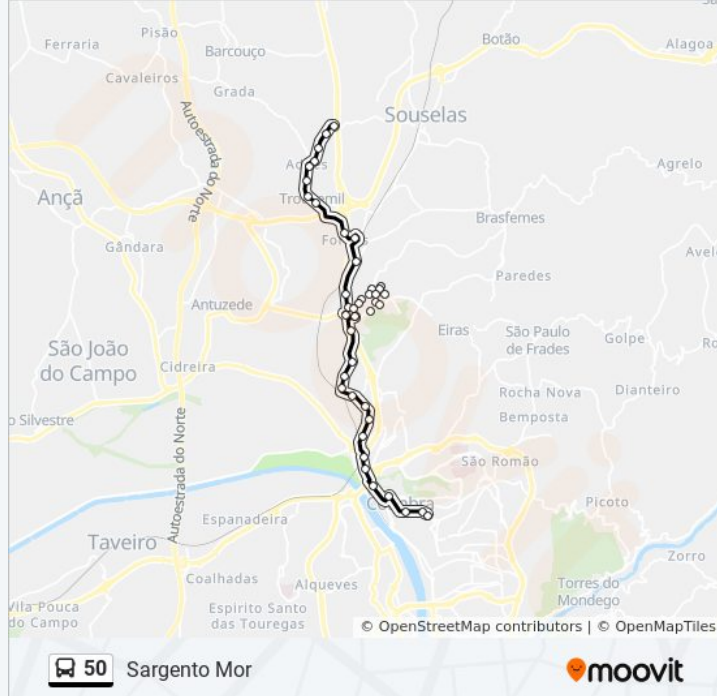 Ferraria
Pisão
Barcouço
Botão
Alagoa
Cavaleiros
Grada
Souselas
Autoestrada do Norte
Agrelo
Ançã
Brasfemes
Gândara
Paredes
Antuzede
Eiras
São João
do Campo
São Paulo
de Frades
Golpe
Cidreira
Dianteiro
Rocha Nova
o Silvestre
Bemposta
Autoestrada do Norte
São Romão
Picoto
Espanadeira
Taveiro
Zorro
Coalhadas
Alqueves
Torres do
Mondego
Vila Pouca
do Campo
Espirito Santo
das Touregas
© OpenStreetMap contributors | © OpenMapTiles
50 Sargento Mor
moovit